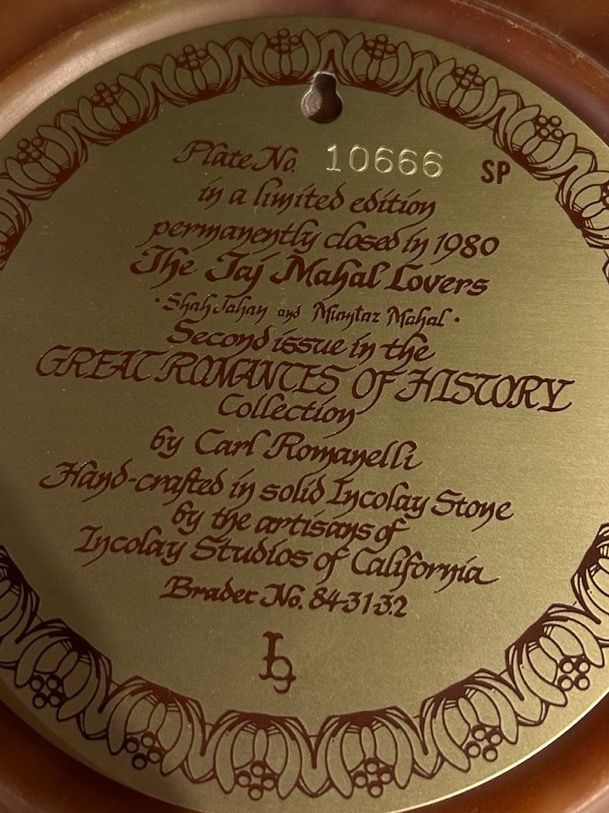 Plate No. 10666 SP
in a limited edition
permanently closed in 1980
The Taj Mahal Lovers
· Shah Jahan and Mumtaz Mahal ·
Second issue in the
GREAT ROMANCES OF HISTORY
Collection
by Carl Romanelli
Hand-crafted in solid Incolay Stone
by the artisans of
Incolay Studios of California
Bradex No. 84-31-3.2